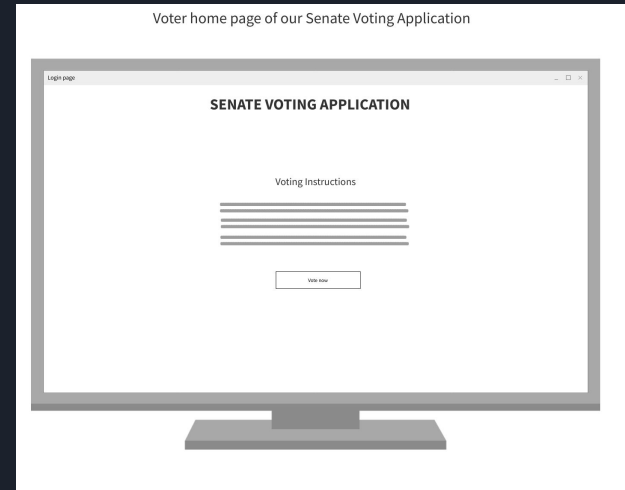 Voter home page of our Senate Voting Application
Login page
SENATE VOTING APPLICATION
Voting Instructions
Vote now